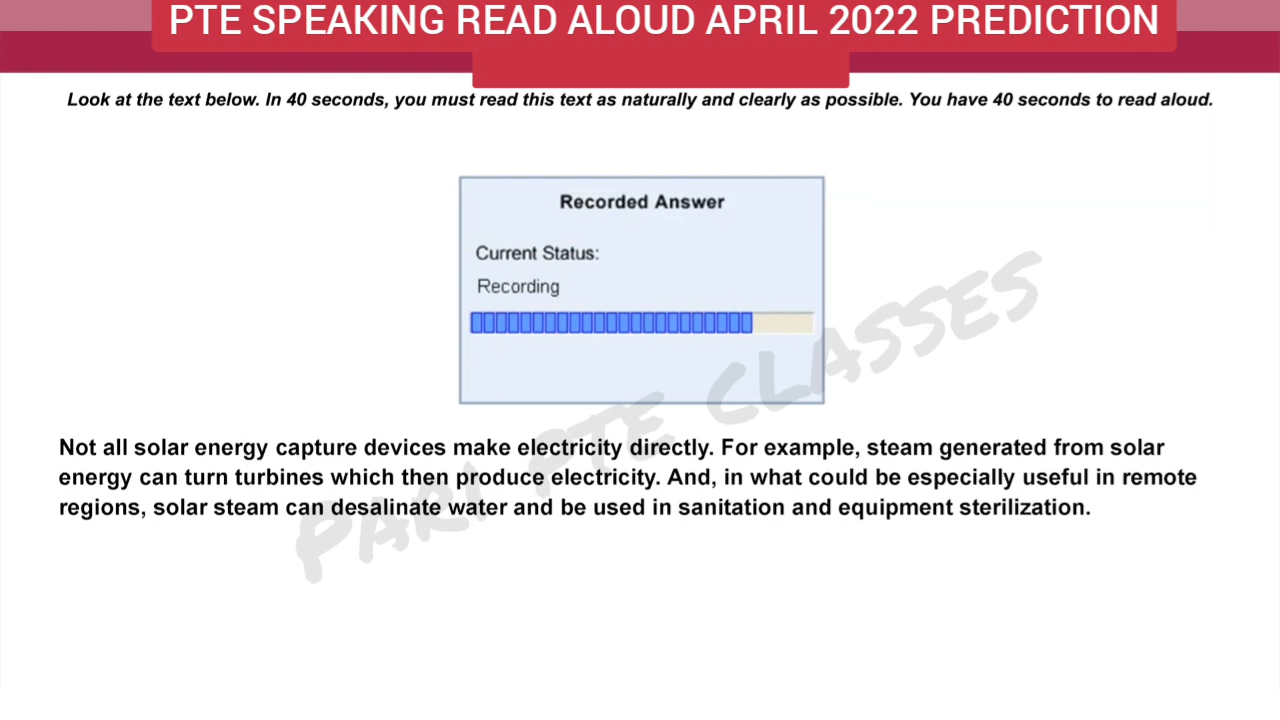 PTE SPEAKING READ ALOUD APRIL 2022 PREDICTION
Look at the text below. In 40 seconds, you must read this text as naturally and clearly as possible. You have 40 seconds to read aloud.
Recorded Answer
Current Status:
Recording
Not all solar energy capture devices make electricity directly. For example, steam generated from solar
energy can turn turbines which then produce electricity. And, in what could be especially useful in remote
regions, solar steam can desalinate water and be used in sanitation and equipment sterilization.
PARI PTE CLASSES